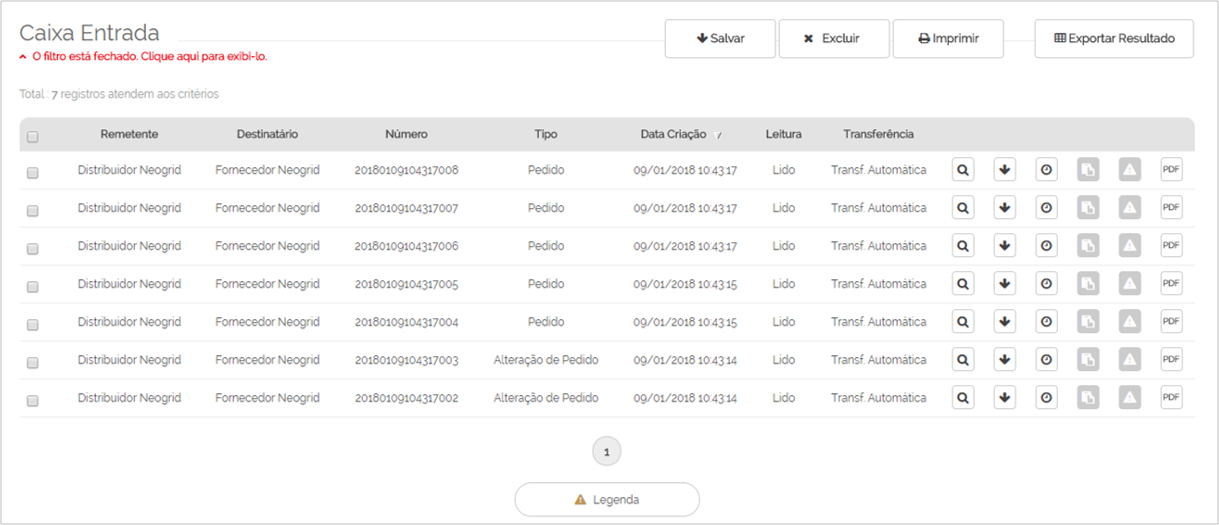 Caixa Entrada
Salvar Excluir Imprimir Exportar Resultado
O filtro está fechado. Clique aqui para exibi-lo.
Total : 7 registros atendem aos critérios
Remetente Destinatário Número Tipo Data Criação Leitura Transferência
Distribuidor Neogrid Fornecedor Neogrid 20180109104317008 Pedido 09/01/2018 10:43:17 Lido Transf. Automática PDF
Distribuidor Neogrid Fornecedor Neogrid 20180109104317007 Pedido 09/01/2018 10:43:17 Lido Transf. Automática PDF
Distribuidor Neogrid Fornecedor Neogrid 20180109104317006 Pedido 09/01/2018 10:43:17 Lido Transf. Automática PDF
Distribuidor Neogrid Fornecedor Neogrid 20180109104317005 Pedido 09/01/2018 10:43:15 Lido Transf. Automática PDF
Distribuidor Neogrid Fornecedor Neogrid 20180109104317004 Pedido 09/01/2018 10:43:15 Lido Transf. Automática PDF
Distribuidor Neogrid Fornecedor Neogrid 20180109104317003 Alteração de Pedido 09/01/2018 10:43:14 Lido Transf. Automática PDF
Distribuidor Neogrid Fornecedor Neogrid 20180109104317002 Alteração de Pedido 09/01/2018 10:43:14 Lido Transf. Automática PDF
1
Legenda